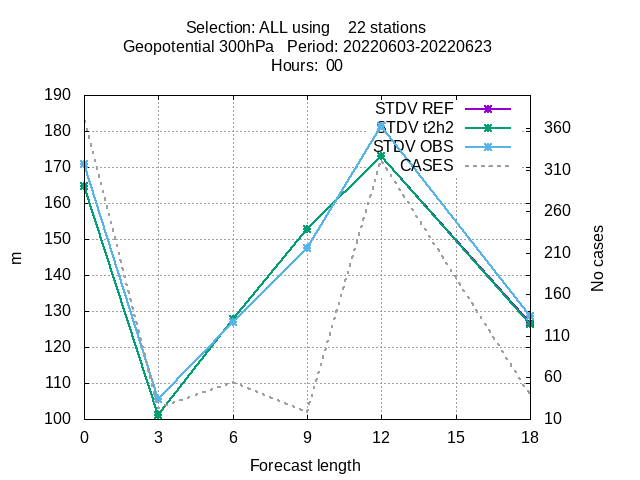 Selection: ALL using    22 stations
Geopotential 300hPa   Period: 20220603-20220623
Hours:  00
190
180
170
160
150
140
130
120
110
100
360
310
260
210
160
110
60
10
STDV REF
STDV t2h2
STDV OBS
CASES
m
No cases
0 3 6 9 12 15 18
Forecast length